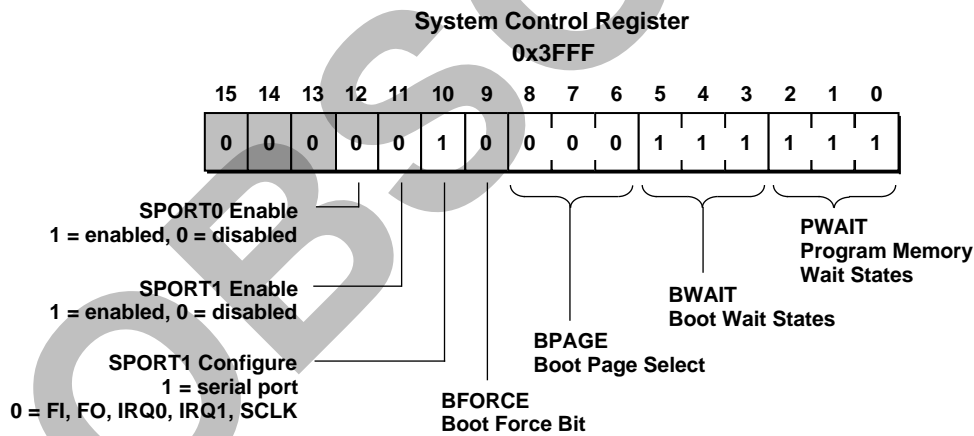 System Control Register
0x3FFF
15 14 13 12 11 10 9 8 7 6 5 4 3 2 1 0
0 0 0 0 0 1 0 0 0 0 1 1 1 1 1 1
SPORT0 Enable
1 = enabled, 0 = disabled
SPORT1 Enable
1 = enabled, 0 = disabled
SPORT1 Configure
1 = serial port
0 = FI, FO, IRQ0, IRQ1, SCLK
BFORCE
Boot Force Bit
BPAGE
Boot Page Select
BWAIT
Boot Wait States
PWAIT
Program Memory
Wait States
OBSO